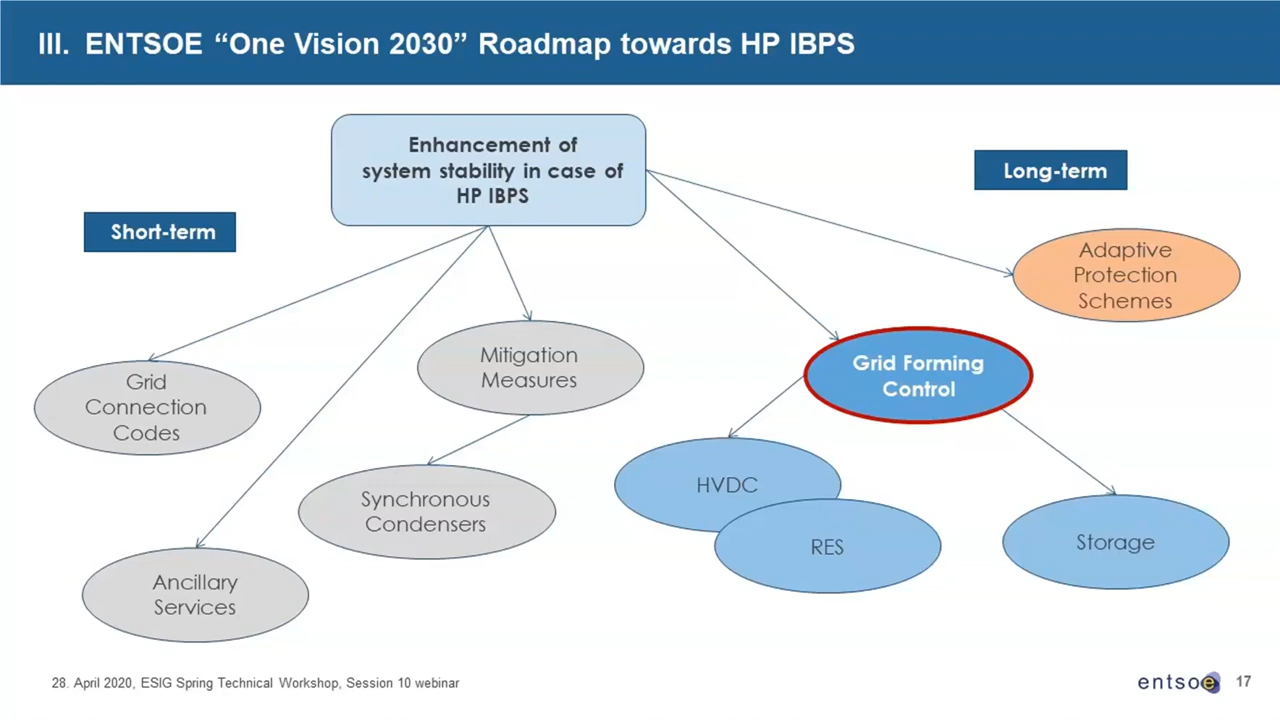 III. ENTSOE “One Vision 2030” Roadmap towards HP IBPS
Enhancement of
system stability in case of
HP IBPS
Long-term
Short-term
Adaptive
Protection
Schemes
Mitigation
Measures
Grid Forming
Control
Grid
Connection
Codes
Synchronous
Condensers
HVDC
RES
Storage
Ancillary
Services
28. April 2020, ESIG Spring Technical Workshop, Session 10 webinar
entsoe
17